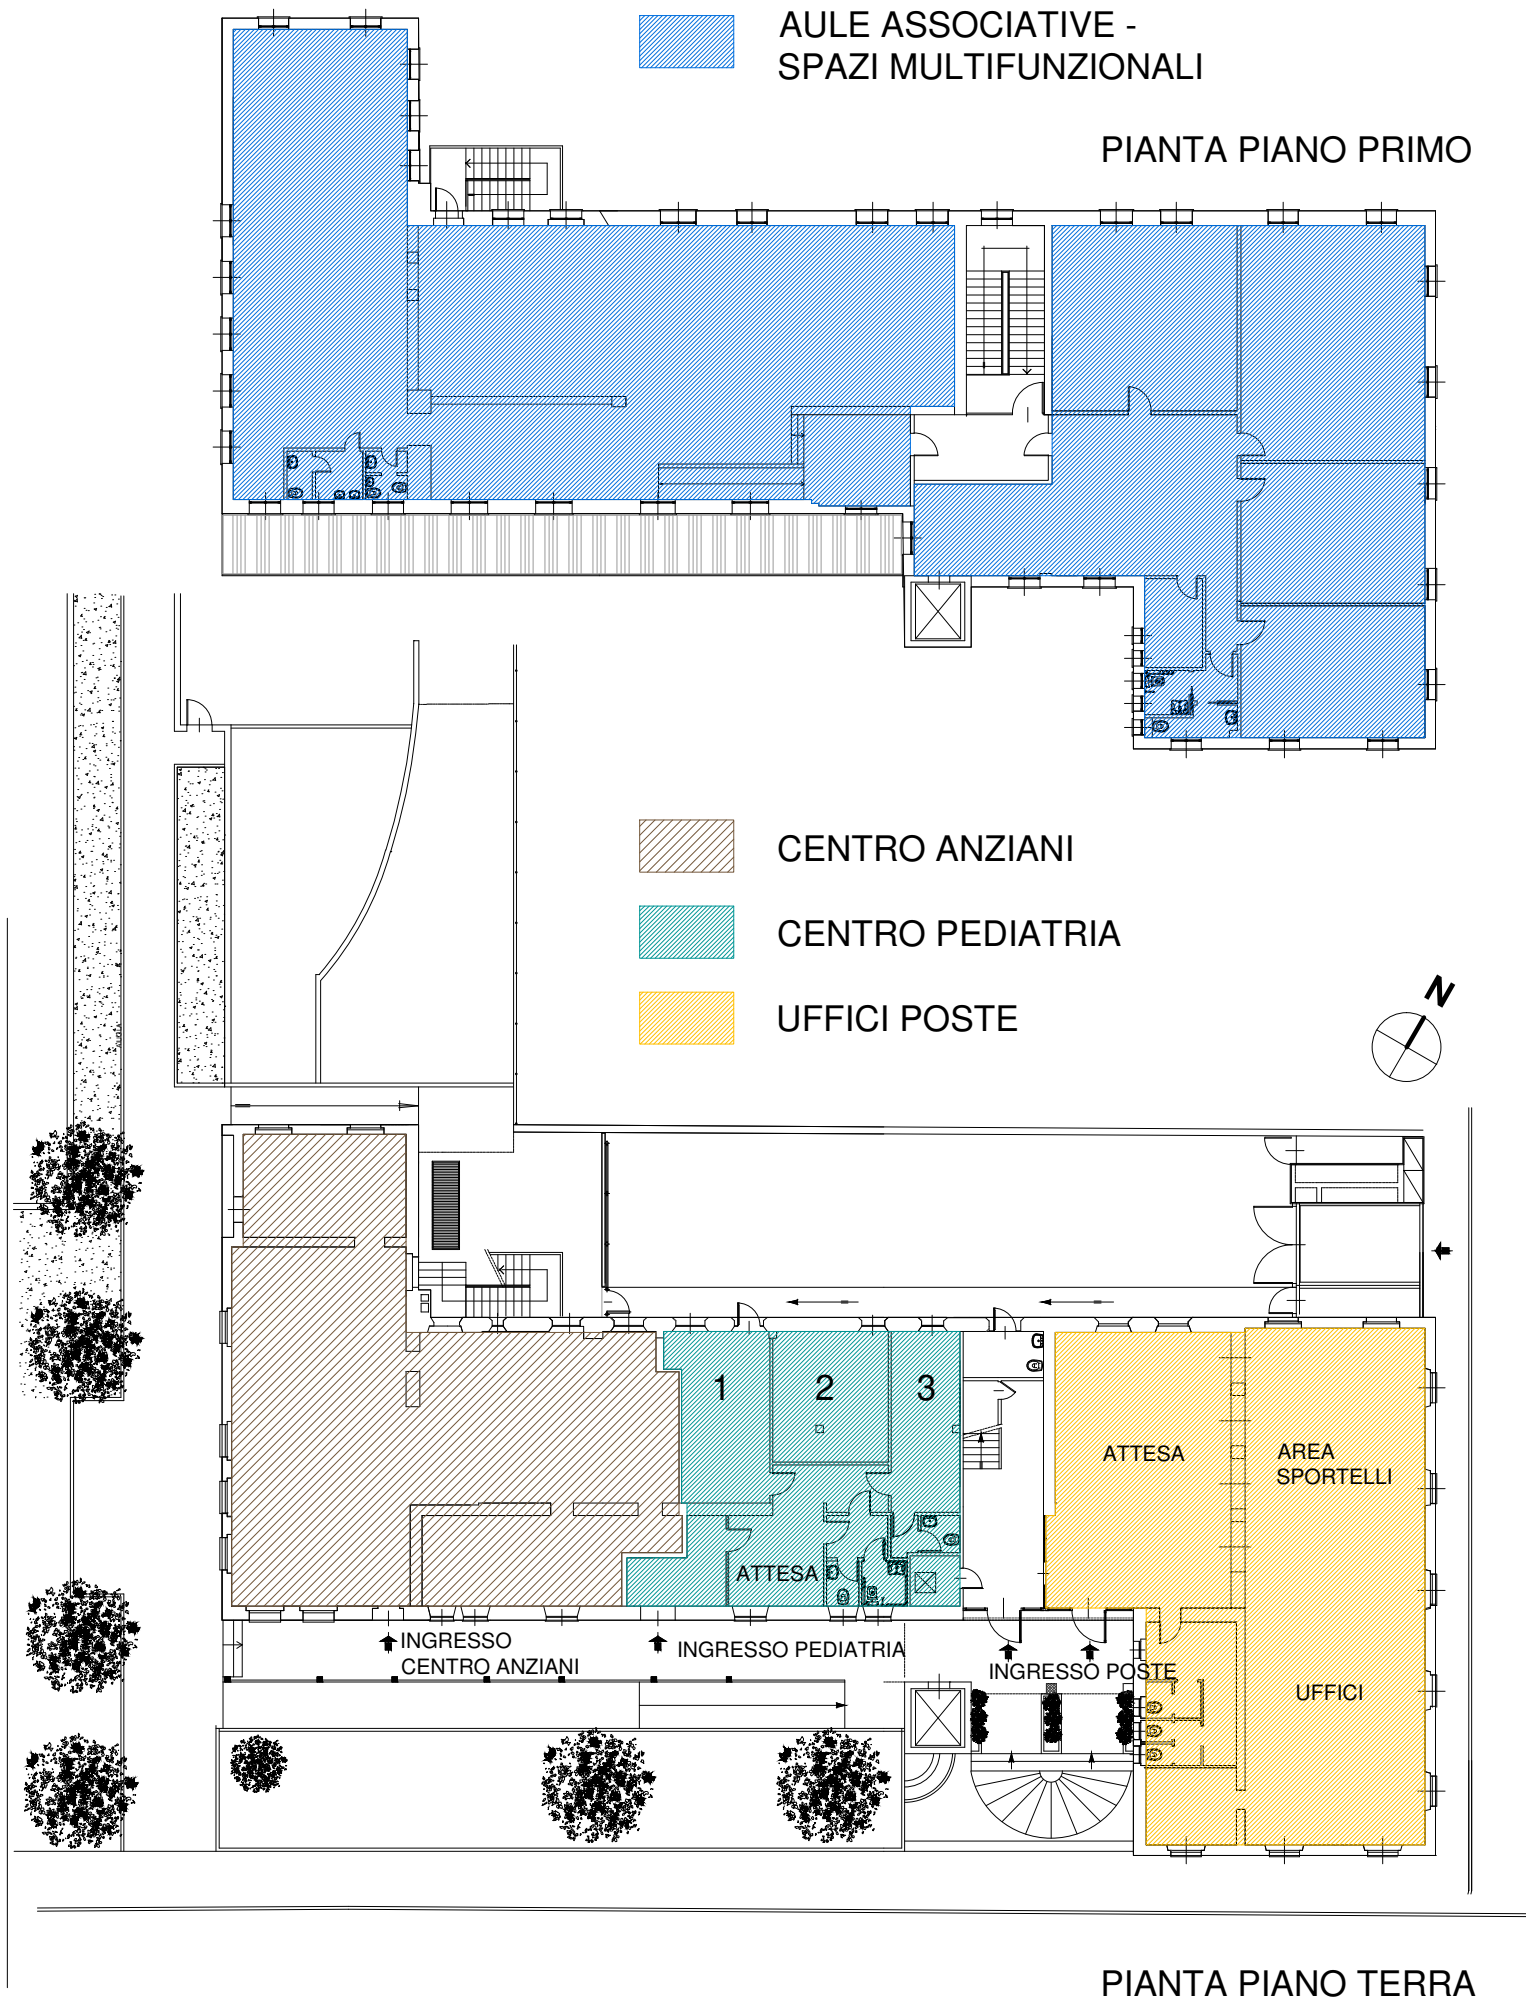 AULE ASSOCIATIVE -
SPAZI MULTIFUNZIONALI
PIANTA PIANO PRIMO
CENTRO ANZIANI
CENTRO PEDIATRIA
UFFICI POSTE
N
1
2
3
ATTESA
AREA
SPORTELLI
ATTESA
INGRESSO
CENTRO ANZIANI
INGRESSO PEDIATRIA
INGRESSO POSTE
UFFICI
PIANTA PIANO TERRA